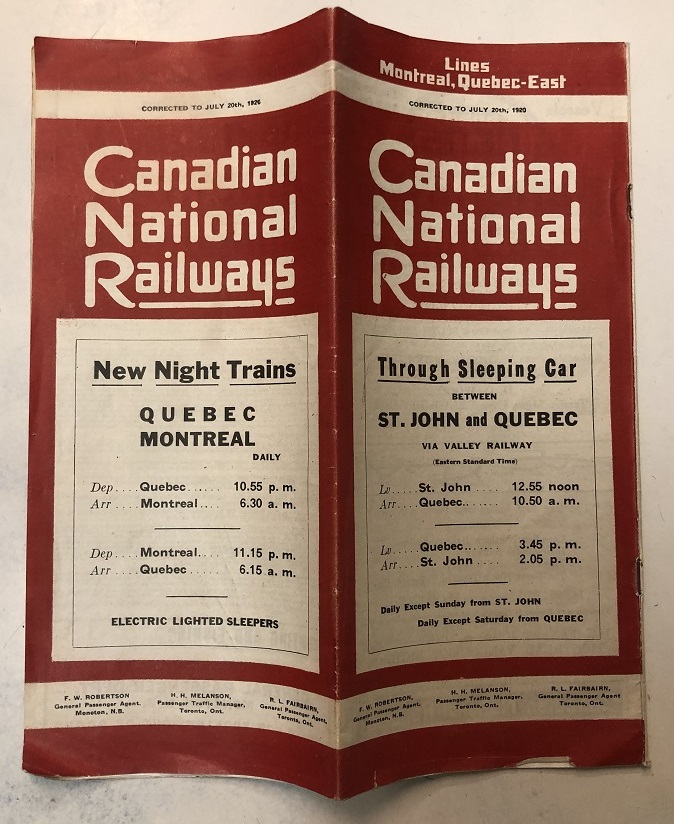 CORRECTED TO JULY 20th, 1920
Canadian
National
Railways
New Night Trains
QUEBEC
MONTREAL
DAILY
Dep.... Quebec...... 10.55 p. m.
Arr .... Montreal.... 6.30 a. m.
Dep.... Montreal.... 11.15 p. m.
Arr .... Quebec ...... 6.15 a. m.
ELECTRIC LIGHTED SLEEPERS
F. W. ROBERTSON
General Passenger Agent,
Moncton, N.B.
H. H. MELANSON,
Passenger Traffic Manager,
Toronto, Ont.
R. L. FAIRBAIRN,
General Passenger Agent,
Toronto, Ont.
Lines
Montreal, Quebec-East
CORRECTED TO JULY 20th, 1920
Canadian
National
Railways
Through Sleeping Car
BETWEEN
ST. JOHN and QUEBEC
VIA VALLEY RAILWAY
(Eastern Standard Time)
Lv..... St. John ..... 12.55 noon
Arr.... Quebec....... 10.50 a. m.
Lv..... Quebec....... 3.45 p. m.
Arr.... St. John ..... 2.05 p. m.
Daily Except Sunday from ST. JOHN
Daily Except Saturday from QUEBEC
F. W. ROBERTSON,
General Passenger Agent,
Moncton, N.B.
H. H. MELANSON,
Passenger Traffic Manager,
Toronto, Ont.
R. L. FAIRBAIRN,
General Passenger Agent
Toronto, Ont.